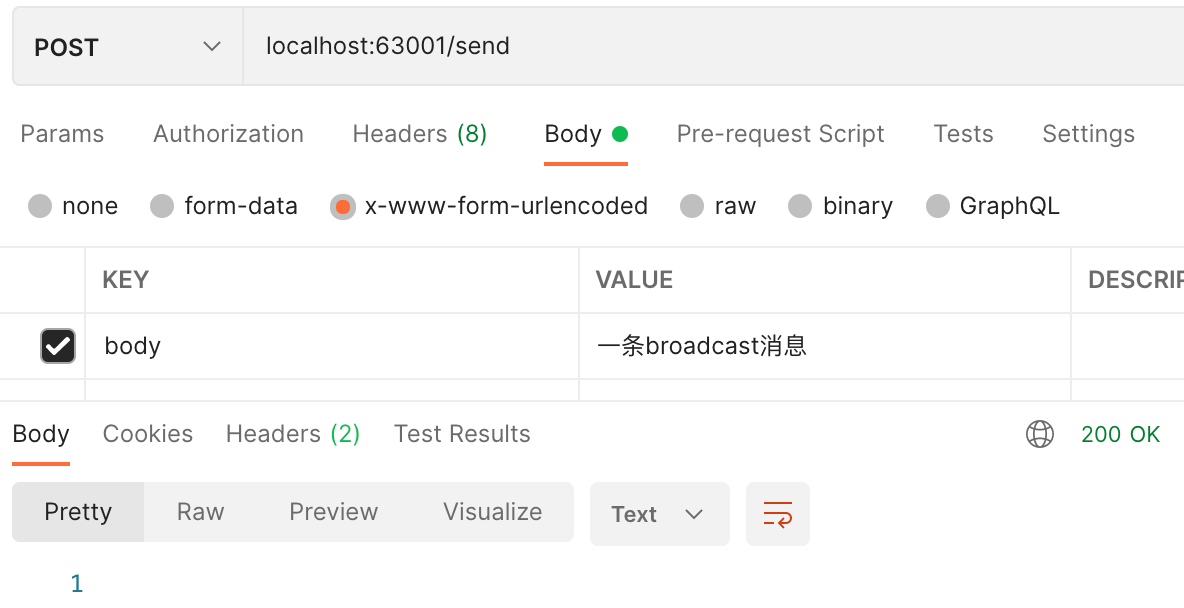 POST localhost:63001/send
Params Authorization Headers (8) Body Pre-request Script Tests Settings
none form-data x-www-form-urlencoded raw binary GraphQL
KEY VALUE DESCRIP
body 一条broadcast消息
Body Cookies Headers (2) Test Results 200 OK
Pretty Raw Preview Visualize Text
1